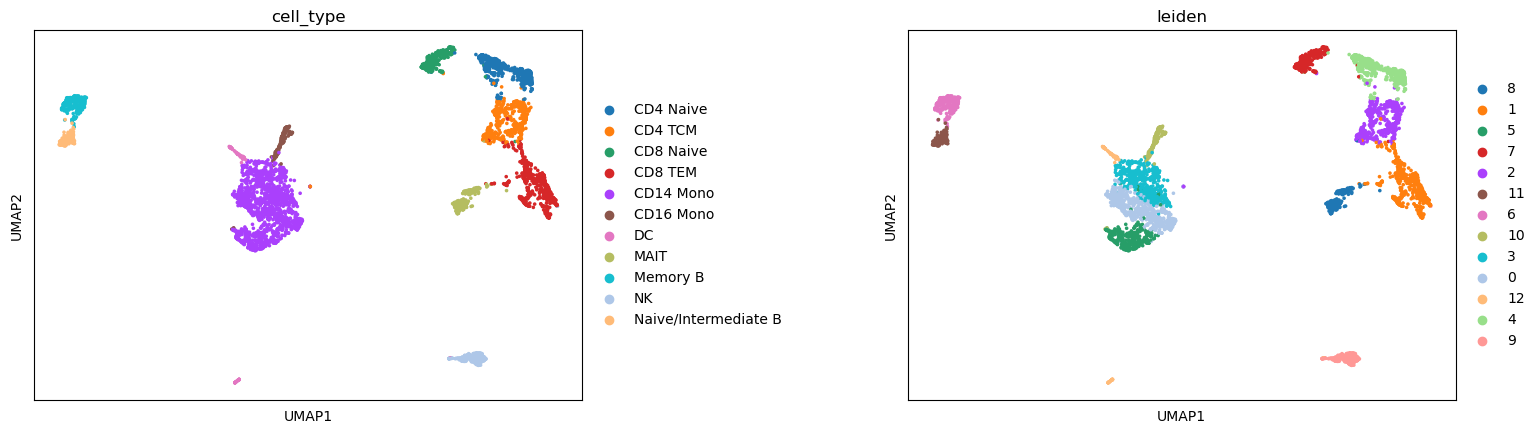 cell_type
UMAP2
UMAP1
CD4 Naive
CD4 TCM
CD8 Naive
CD8 TEM
CD14 Mono
CD16 Mono
DC
MAIT
Memory B
NK
Naive/Intermediate B
leiden
UMAP2
UMAP1
8
1
5
7
2
11
6
10
3
0
12
4
9